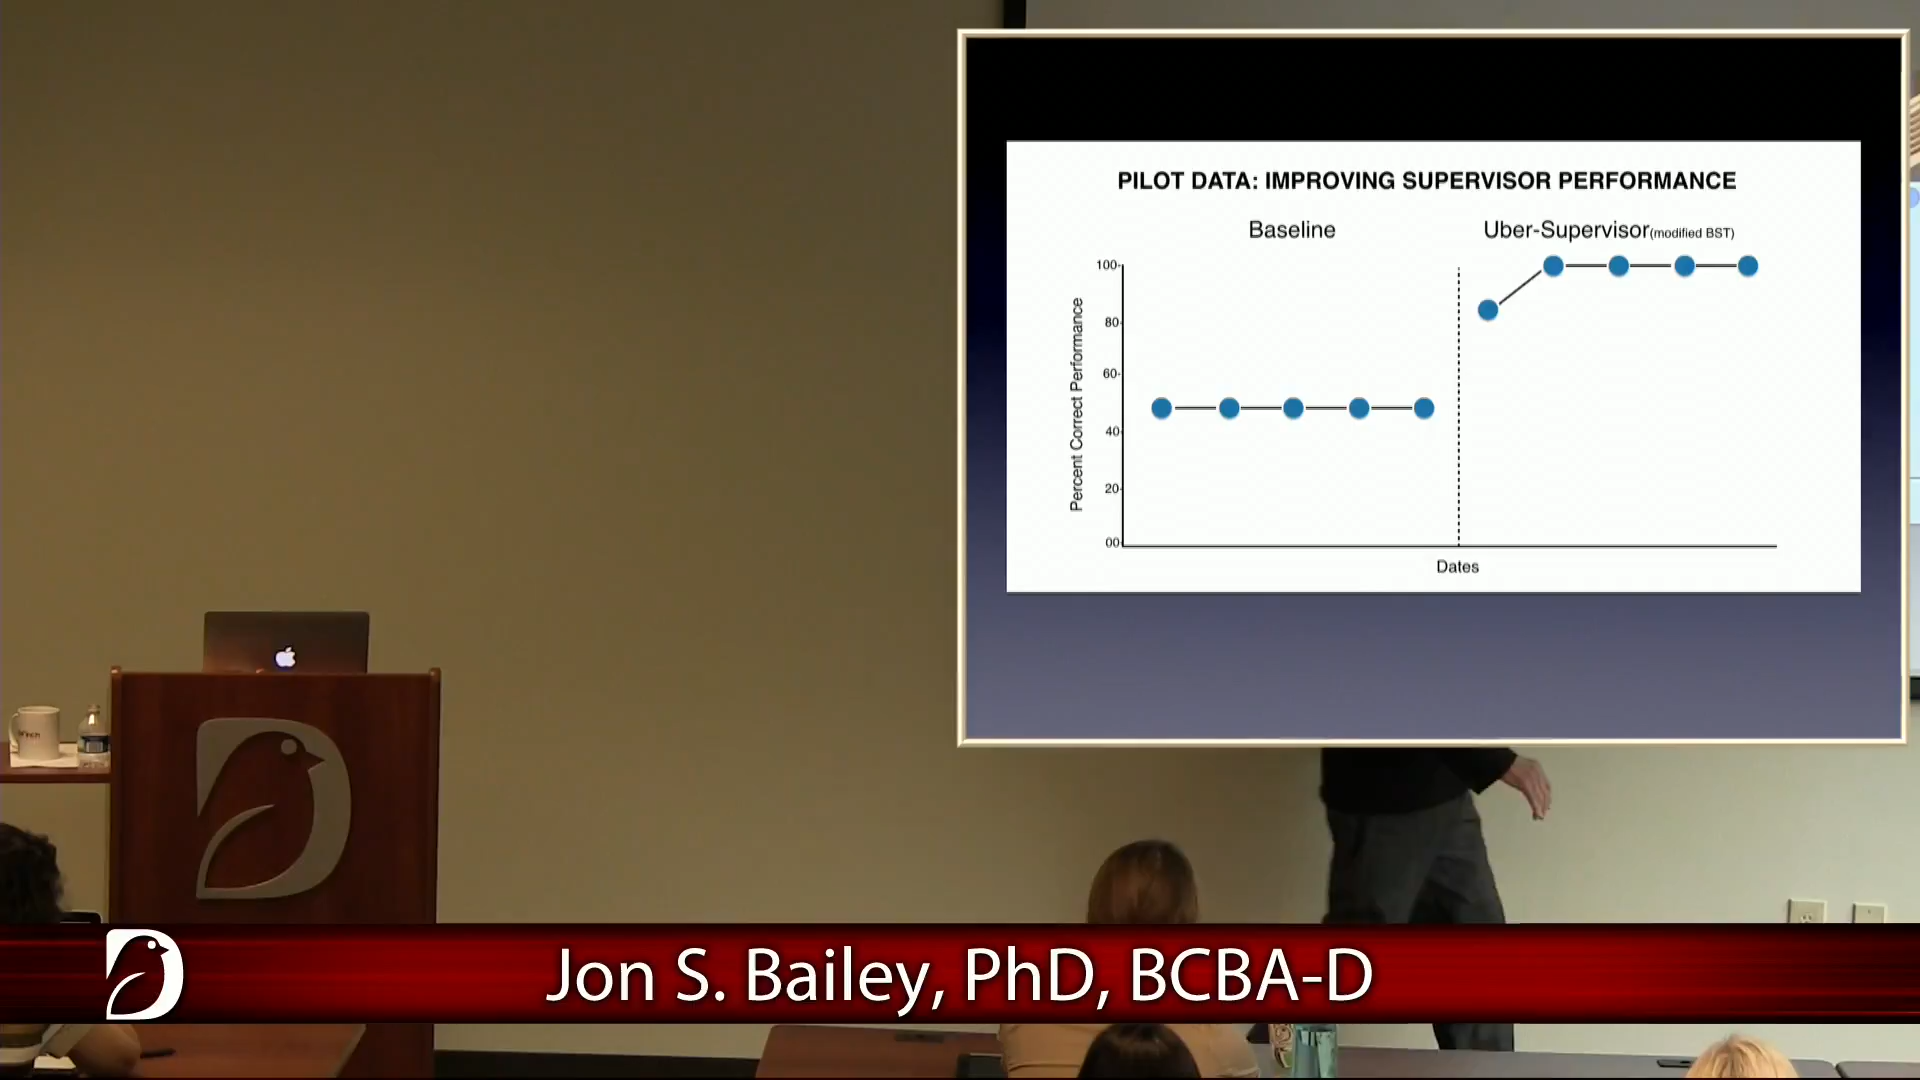 PILOT DATA: IMPROVING SUPERVISOR PERFORMANCE
Baseline
Uber-Supervisor(modified BST)
Percent Correct Performance
100
80
60
40
20
00
Dates
Jon S. Bailey, PhD, BCBA-D